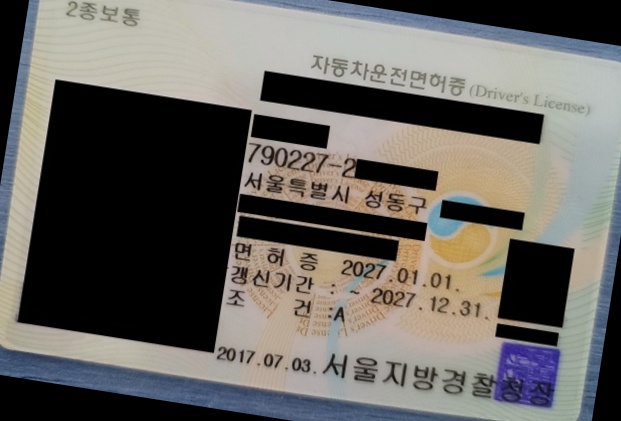 2종보통
자동차운전면허증 (Driver's License)
790227-2
서울특별시 성동구
면 허 증 2027.01.01.
갱신기간 : ~ 2027.12.31.
조 건 :A
2017.07.03. 서울지방경찰청장